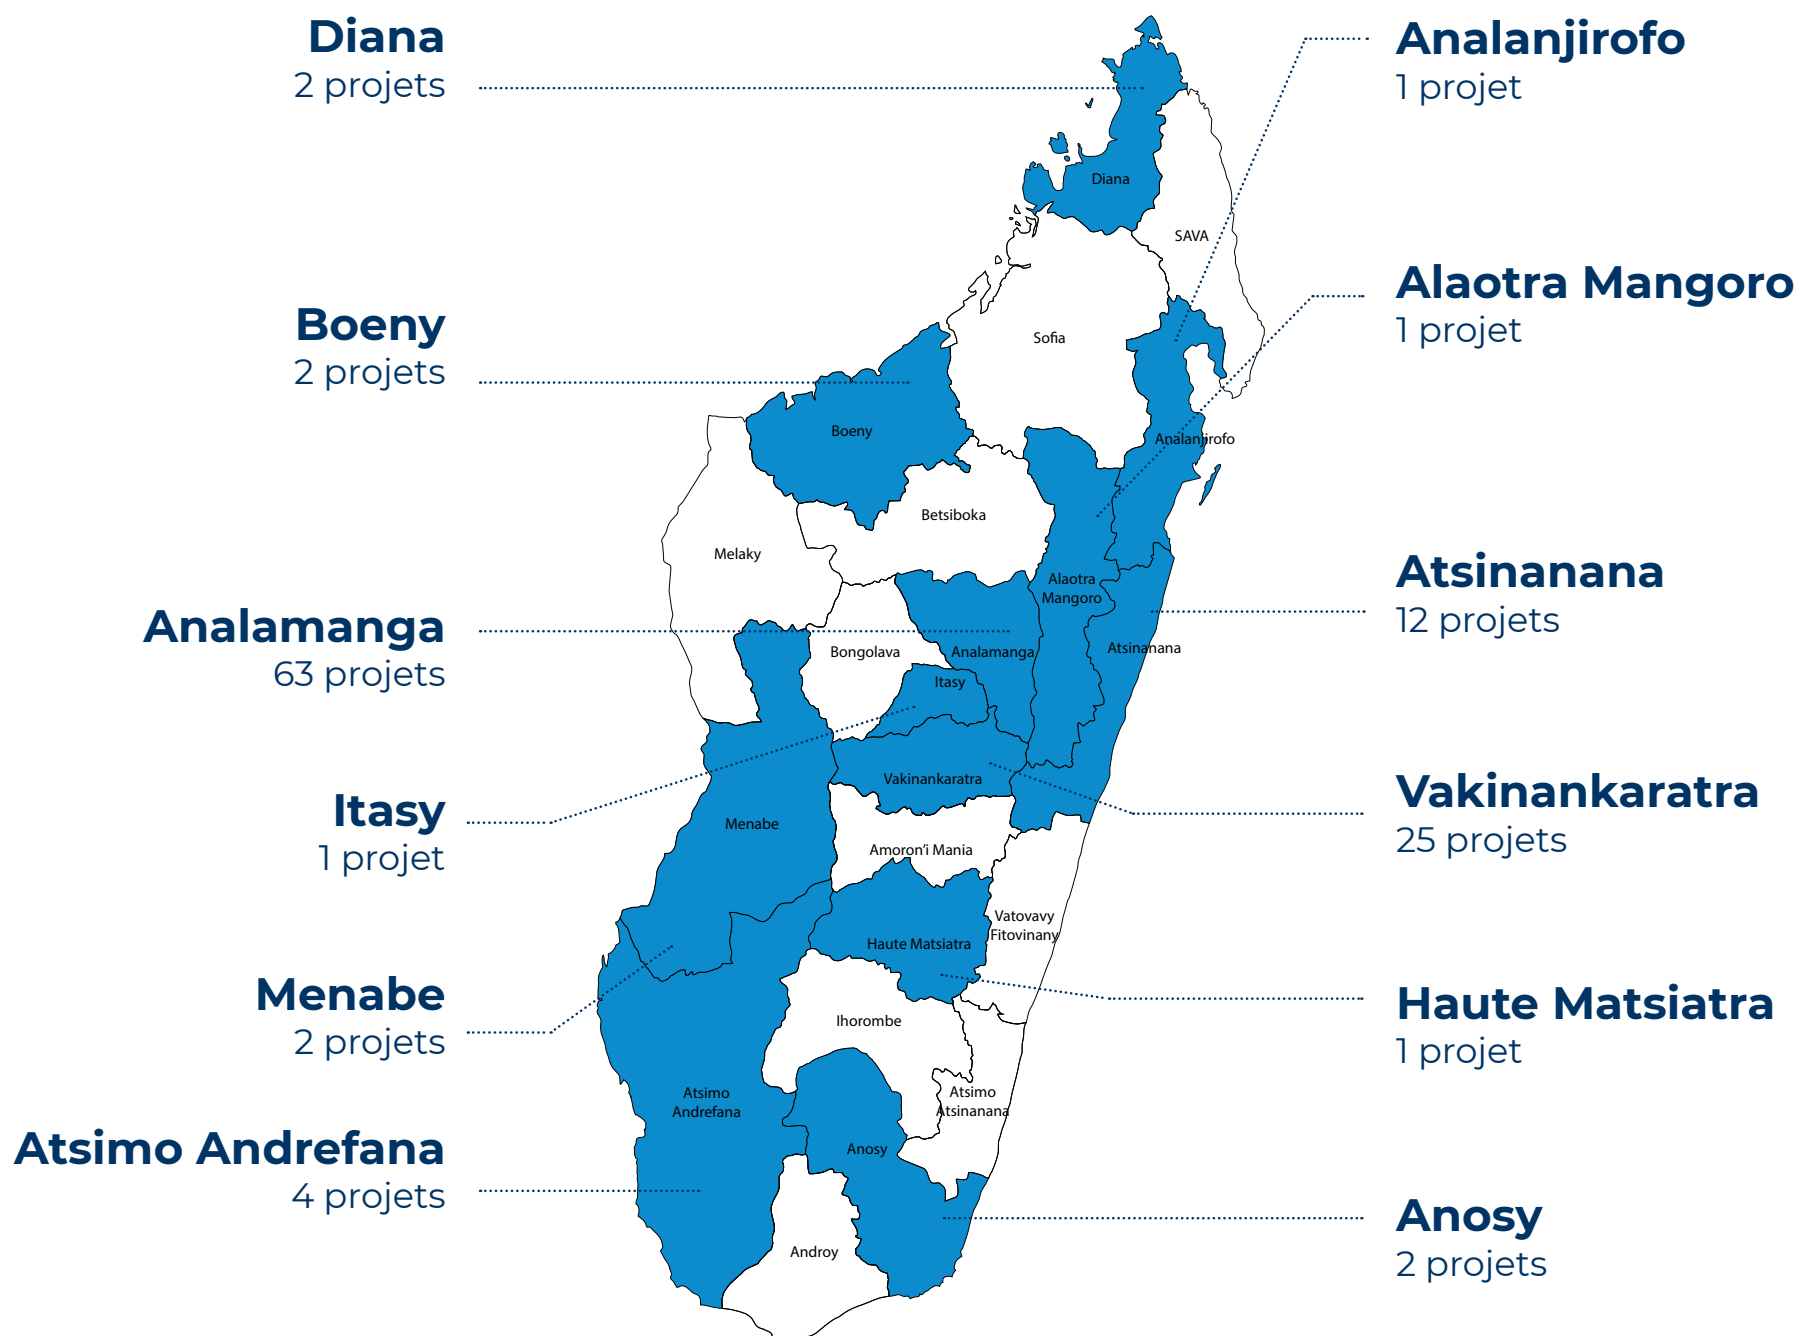 Diana
2 projets
Boeny
2 projets
Analamanga
63 projets
Itasy
1 projet
Menabe
2 projets
Atsimo Andrefana
4 projets
Diana
SAVA
Sofia
Boeny
Analanjirofo
Betsiboka
Melaky
Alaotra
Mangoro
Bongolava
Analamanga
Atsinanana
Itasy
Vakinankaratra
Menabe
Amoron'i Mania
Vatovavy
Fitovinany
Haute Matsiatra
Ihorombe
Atsimo
Andrefana
Atsimo
Atsinanana
Anosy
Androy
Analanjirofo
1 projet
Alaotra Mangoro
1 projet
Atsinanana
12 projets
Vakinankaratra
25 projets
Haute Matsiatra
1 projet
Anosy
2 projets